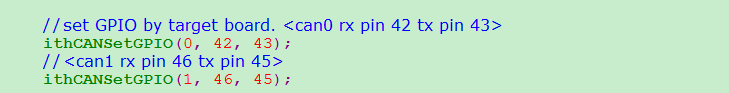 //set GPIO by target board. <can0 rx pin 42 tx pin 43>
ithCANSetGPIO(0, 42, 43);
//<can1 rx pin 46 tx pin 45>
ithCANSetGPIO(1, 46, 45);